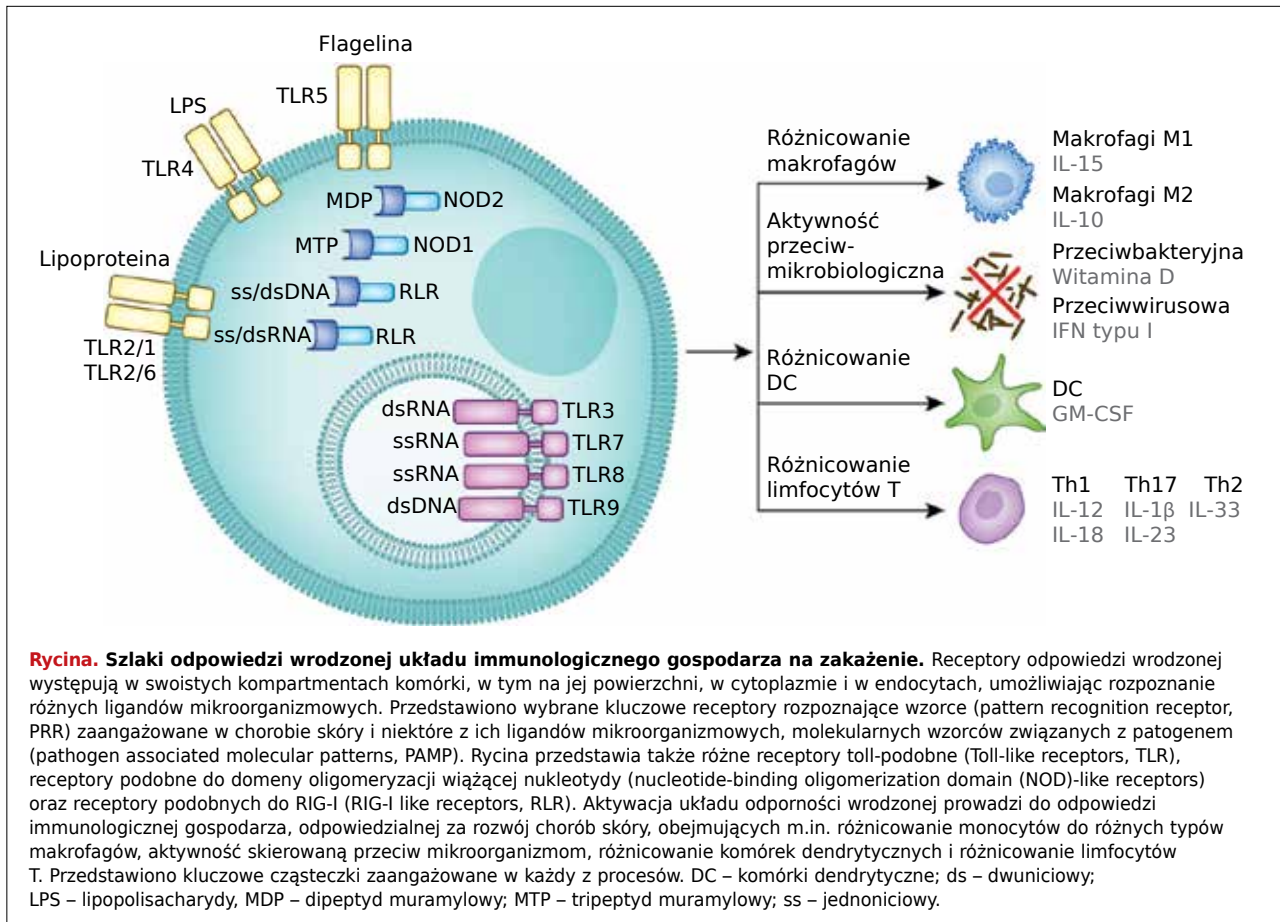 Flagelina
TLR5
LPS
TLR4
MDP NOD2
MTP NOD1
Lipoproteina
ss/dsDNA RLR
ss/dsRNA RLR
TLR2/1
TLR2/6
dsRNA TLR3
ssRNA TLR7
ssRNA TLR8
dsDNA TLR9
Różnicowanie
makrofagów
Makrofagi M1
IL-15
Makrofagi M2
IL-10
Aktywność
przeciw-
mikrobiologiczna
Przeciwbakteryjna
Witamina D
Przeciwwirusowa
IFN typu I
Różnicowanie
DC
DC
GM-CSF
Różnicowanie
limfocytów T
Th1 Th17 Th2
IL-12 IL-1β IL-33
IL-18 IL-23
Rycina. Szlaki odpowiedzi wrodzonej układu immunologicznego gospodarza na zakażenie. Receptory odpowiedzi wrodzonej
występują w swoistych kompartmentach komórki, w tym na jej powierzchni, w cytoplazmie i w endocytach, umożliwiając rozpoznanie
różnych ligandów mikroorganizmowych. Przedstawiono wybrane kluczowe receptory rozpoznające wzorce (pattern recognition receptor,
PRR) zaangażowane w chorobie skóry i niektóre z ich ligandów mikroorganizmowych, molekularnych wzorców związanych z patogenem
(pathogen associated molecular patterns, PAMP). Rycina przedstawia także różne receptory toll-podobne (Toll-like receptors, TLR),
receptory podobne do domeny oligomeryzacji wiążącej nukleotydy (nucleotide-binding oligomerization domain (NOD)-like receptors)
oraz receptory podobnych do RIG-I (RIG-I like receptors, RLR). Aktywacja układu odporności wrodzonej prowadzi do odpowiedzi
immunologicznej gospodarza, odpowiedzialnej za rozwój chorób skóry, obejmujących m.in. różnicowanie monocytów do różnych typów
makrofagów, aktywność skierowaną przeciw mikroorganizmom, różnicowanie komórek dendrytycznych i różnicowanie limfocytów
T. Przedstawiono kluczowe cząsteczki zaangażowane w każdy z procesów. DC – komórki dendrytyczne; ds – dwuniciowy;
LPS – lipopolisacharydy, MDP – dipeptyd muramylowy; MTP – tripeptyd muramylowy; ss – jednoniciowy.